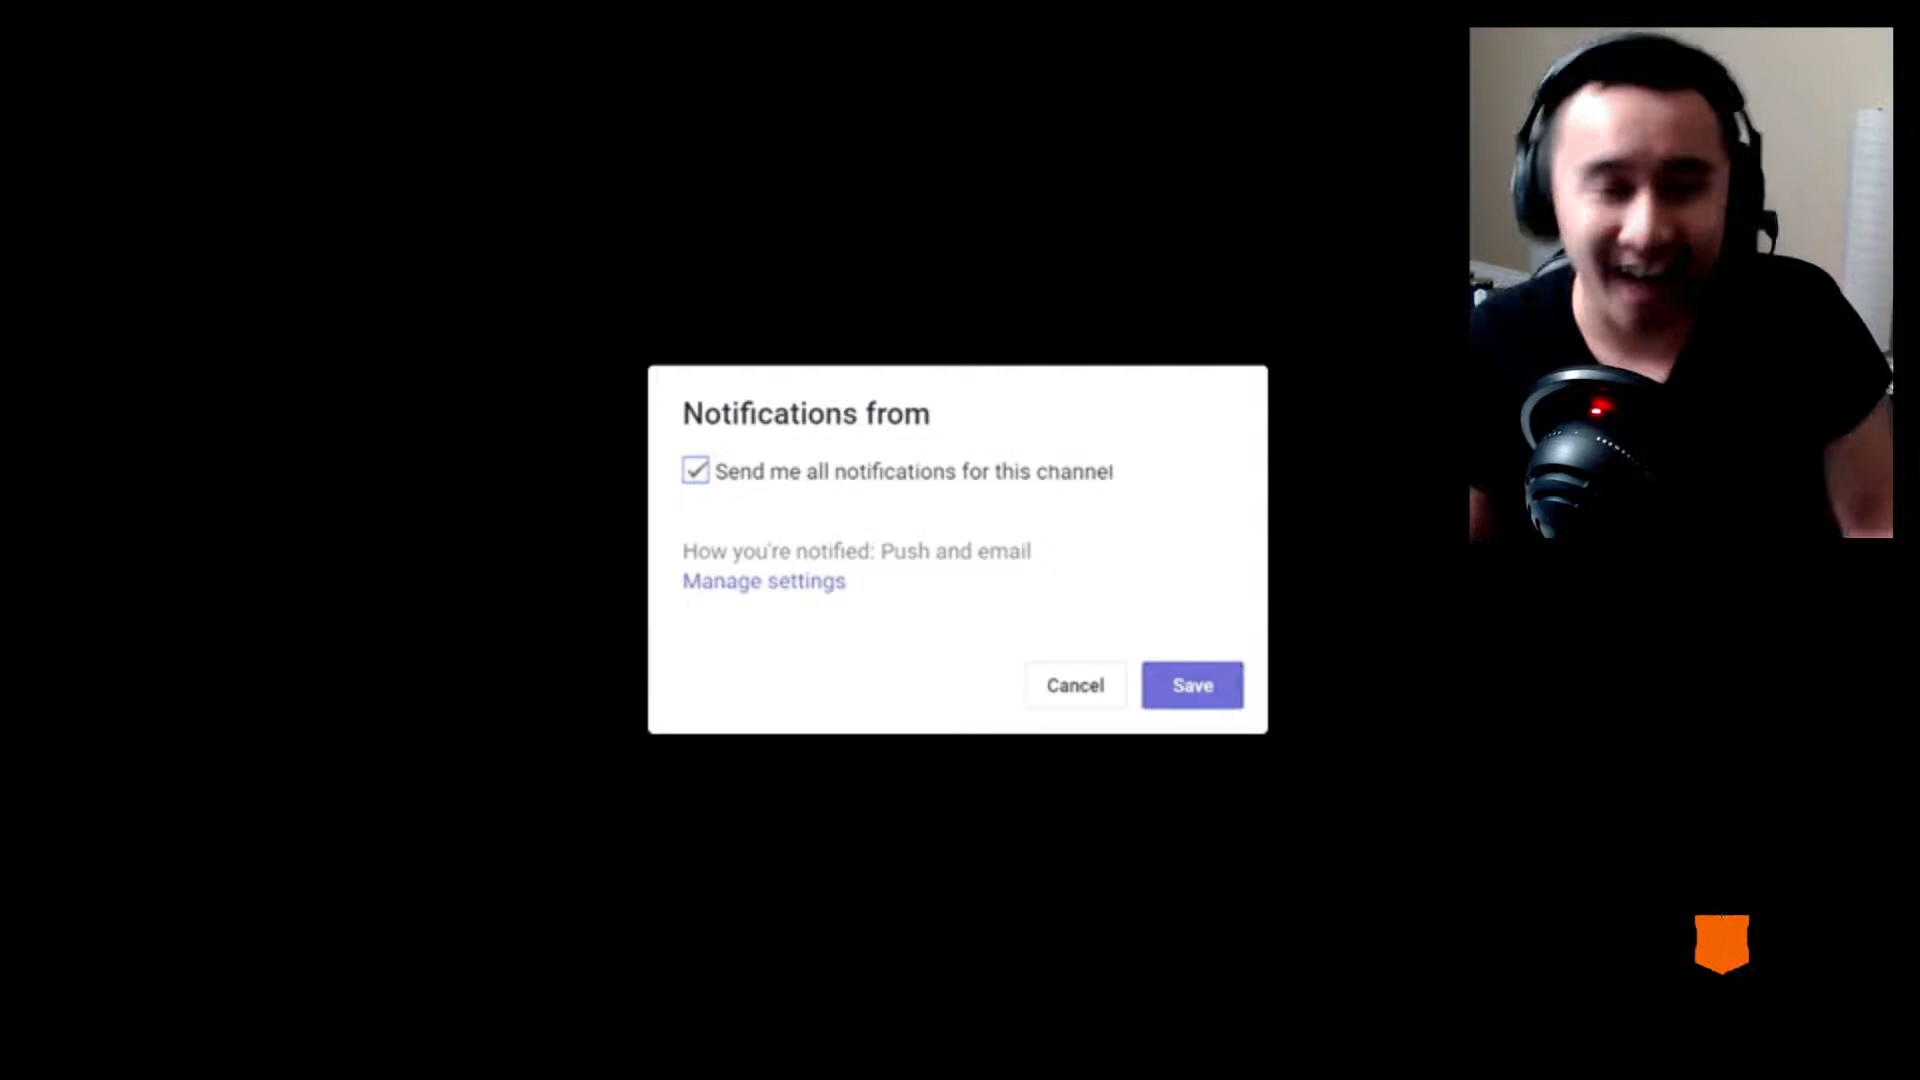 Notifications from
Send me all notifications for this channel
How you're notified: Push and email
Manage settings
Cancel
Save